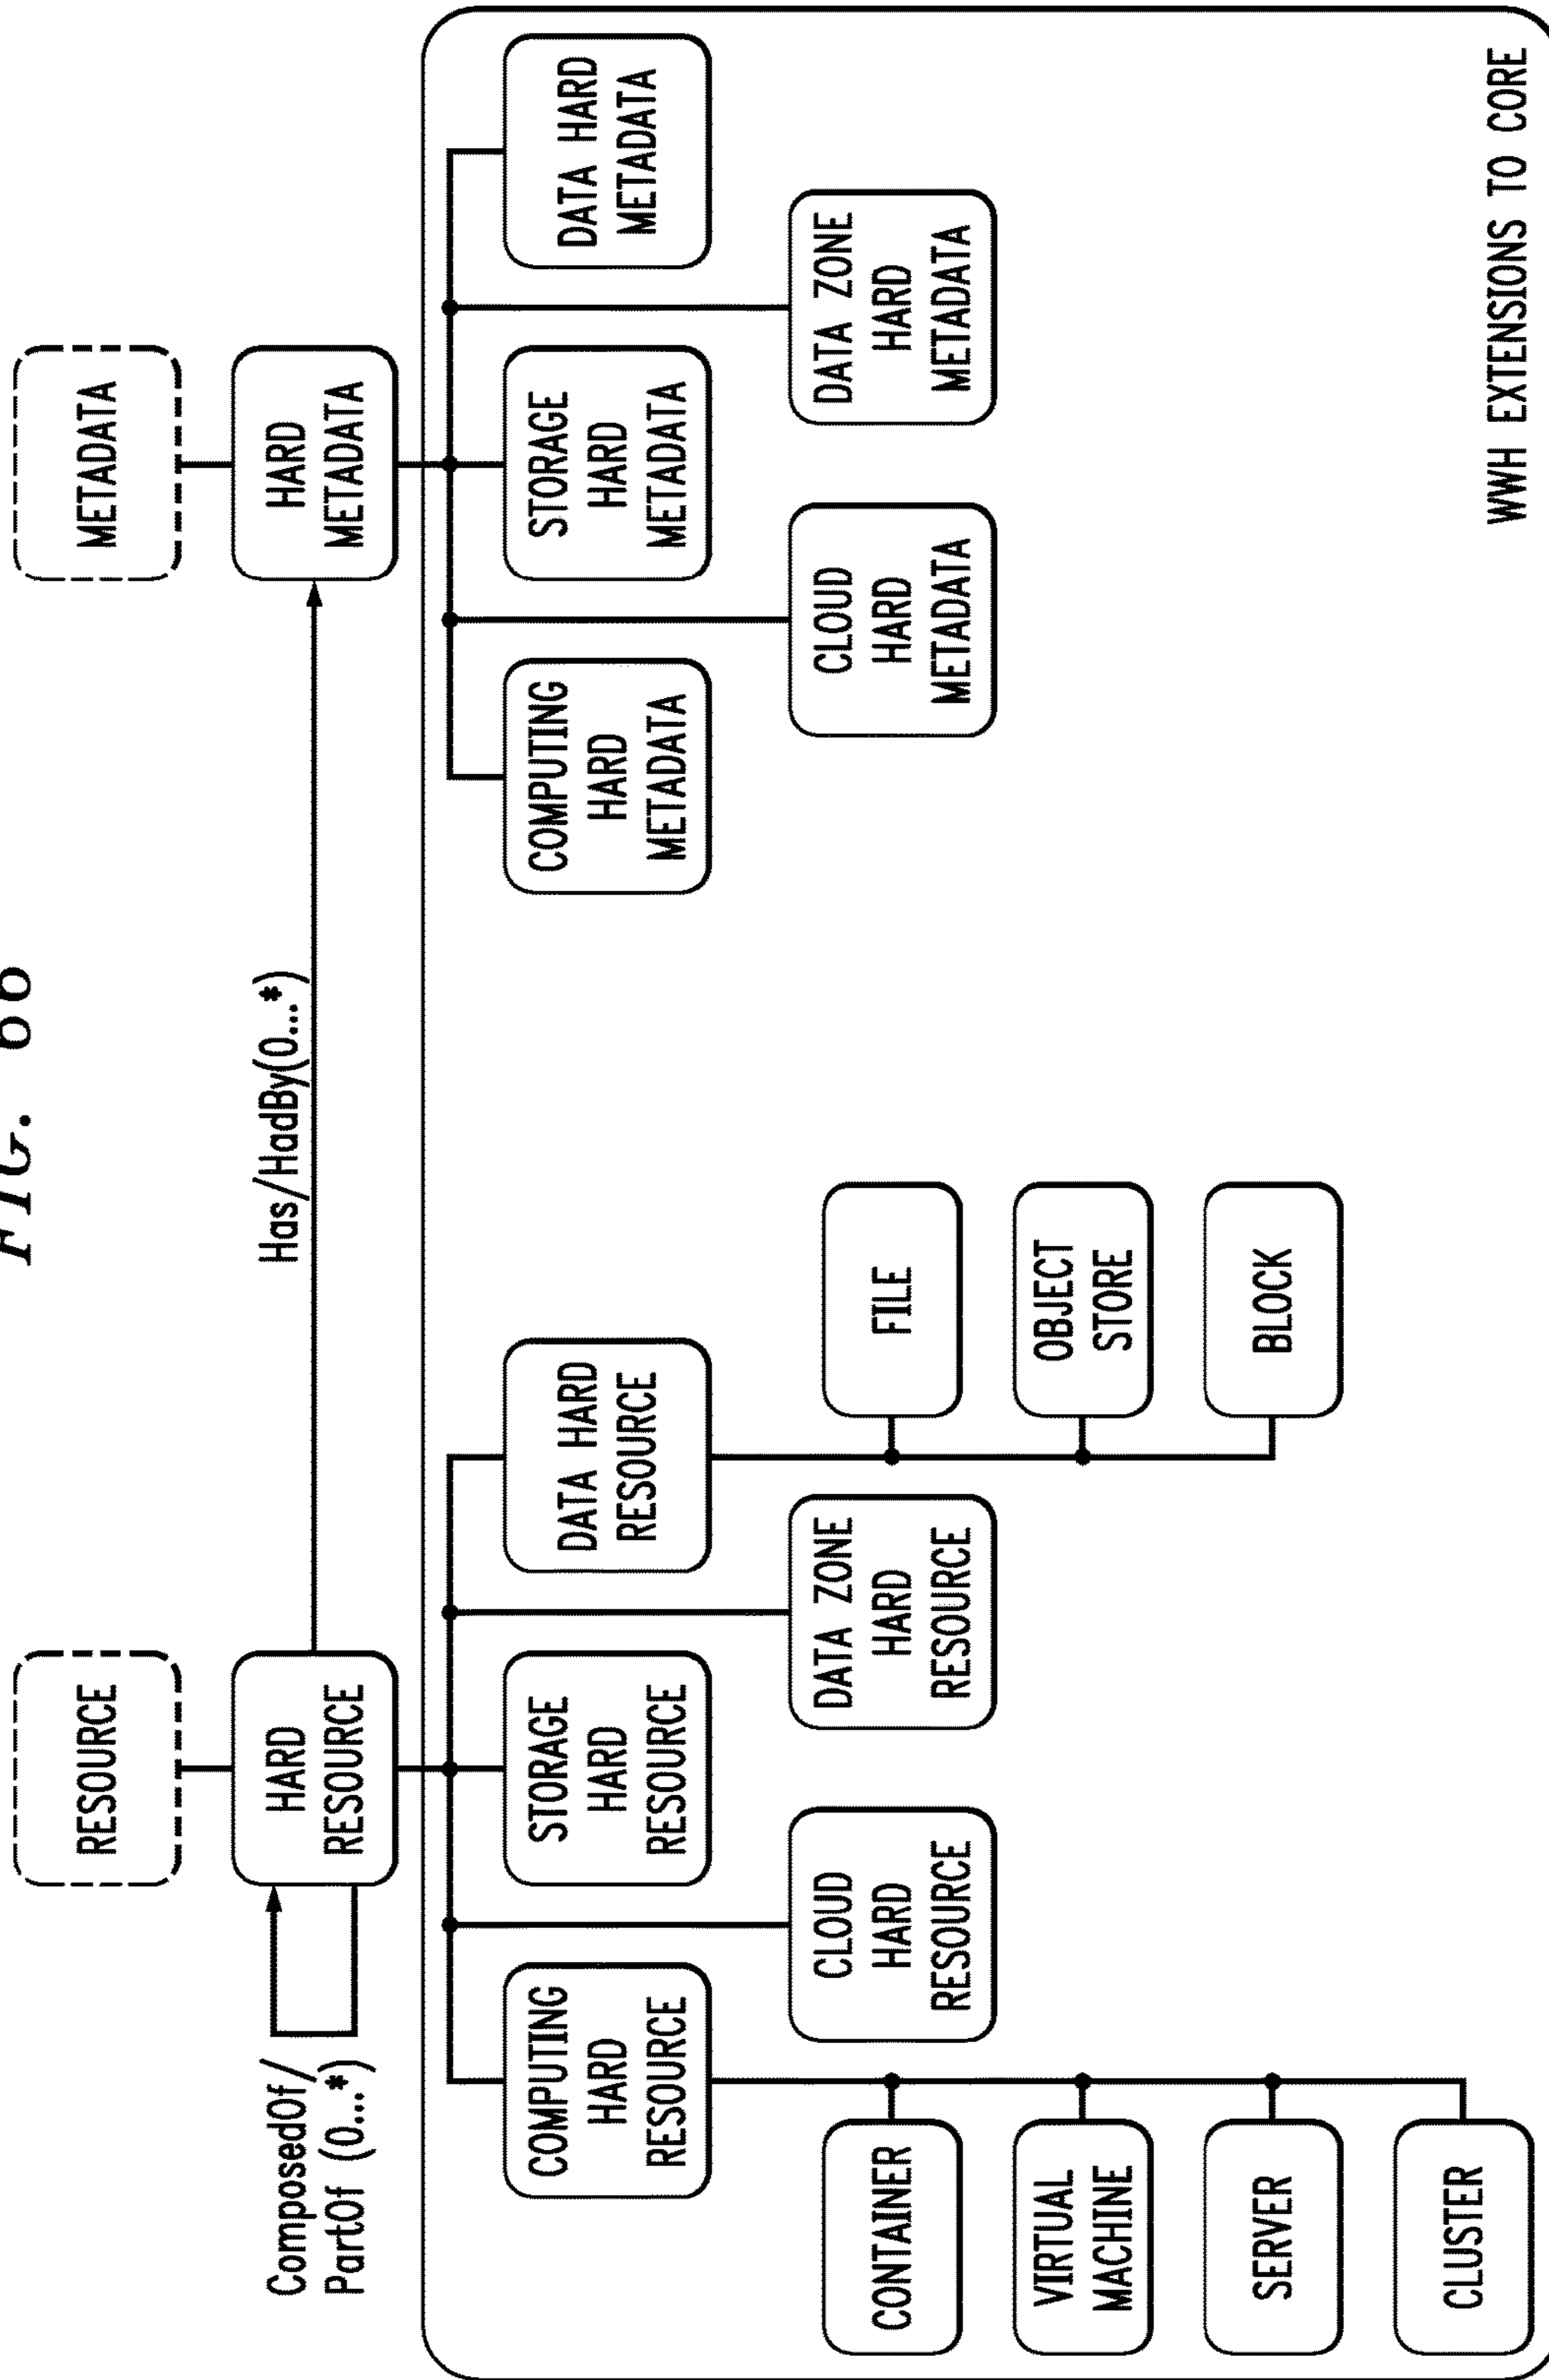 FIG. 66
RESOURCE
METADATA
ComposedOf/
PartOf (0...*)
HARD
RESOURCE
Has/HadBy(0...*)
HARD
METADATA
COMPUTING
HARD
RESOURCE
STORAGE
HARD
RESOURCE
DATA HARD
RESOURCE
COMPUTING
HARD
METADATA
STORAGE
HARD
METADATA
DATA HARD
METADATA
CLOUD
HARD
RESOURCE
DATA ZONE
HARD
RESOURCE
CLOUD
HARD
METADATA
DATA ZONE
HARD
METADATA
CONTAINER
FILE
VIRTUAL
MACHINE
OBJECT
STORE
SERVER
BLOCK
CLUSTER
WWH EXTENSIONS TO CORE